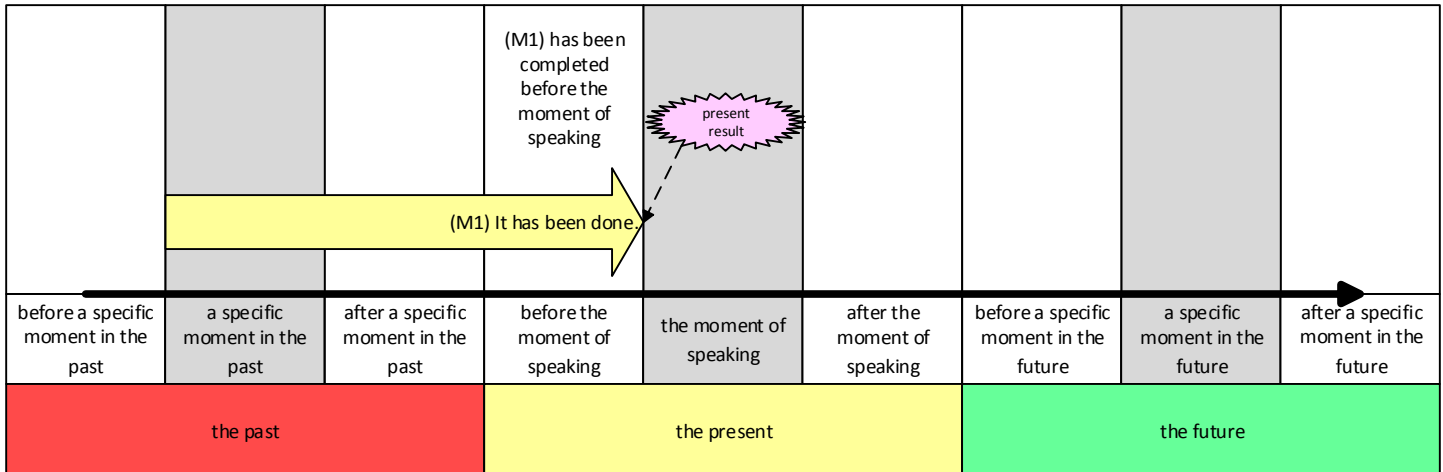 (M1) has been
completed
before the
moment of
speaking
present
result
(M1) It has been done.
before a specific
moment in the
past
a specific
moment in the
past
after a specific
moment in the
past
before the
moment of
speaking
the moment of
speaking
after the
moment of
speaking
before a specific
moment in the
future
a specific
moment in the
future
after a specific
moment in the
future
the past
the present
the future